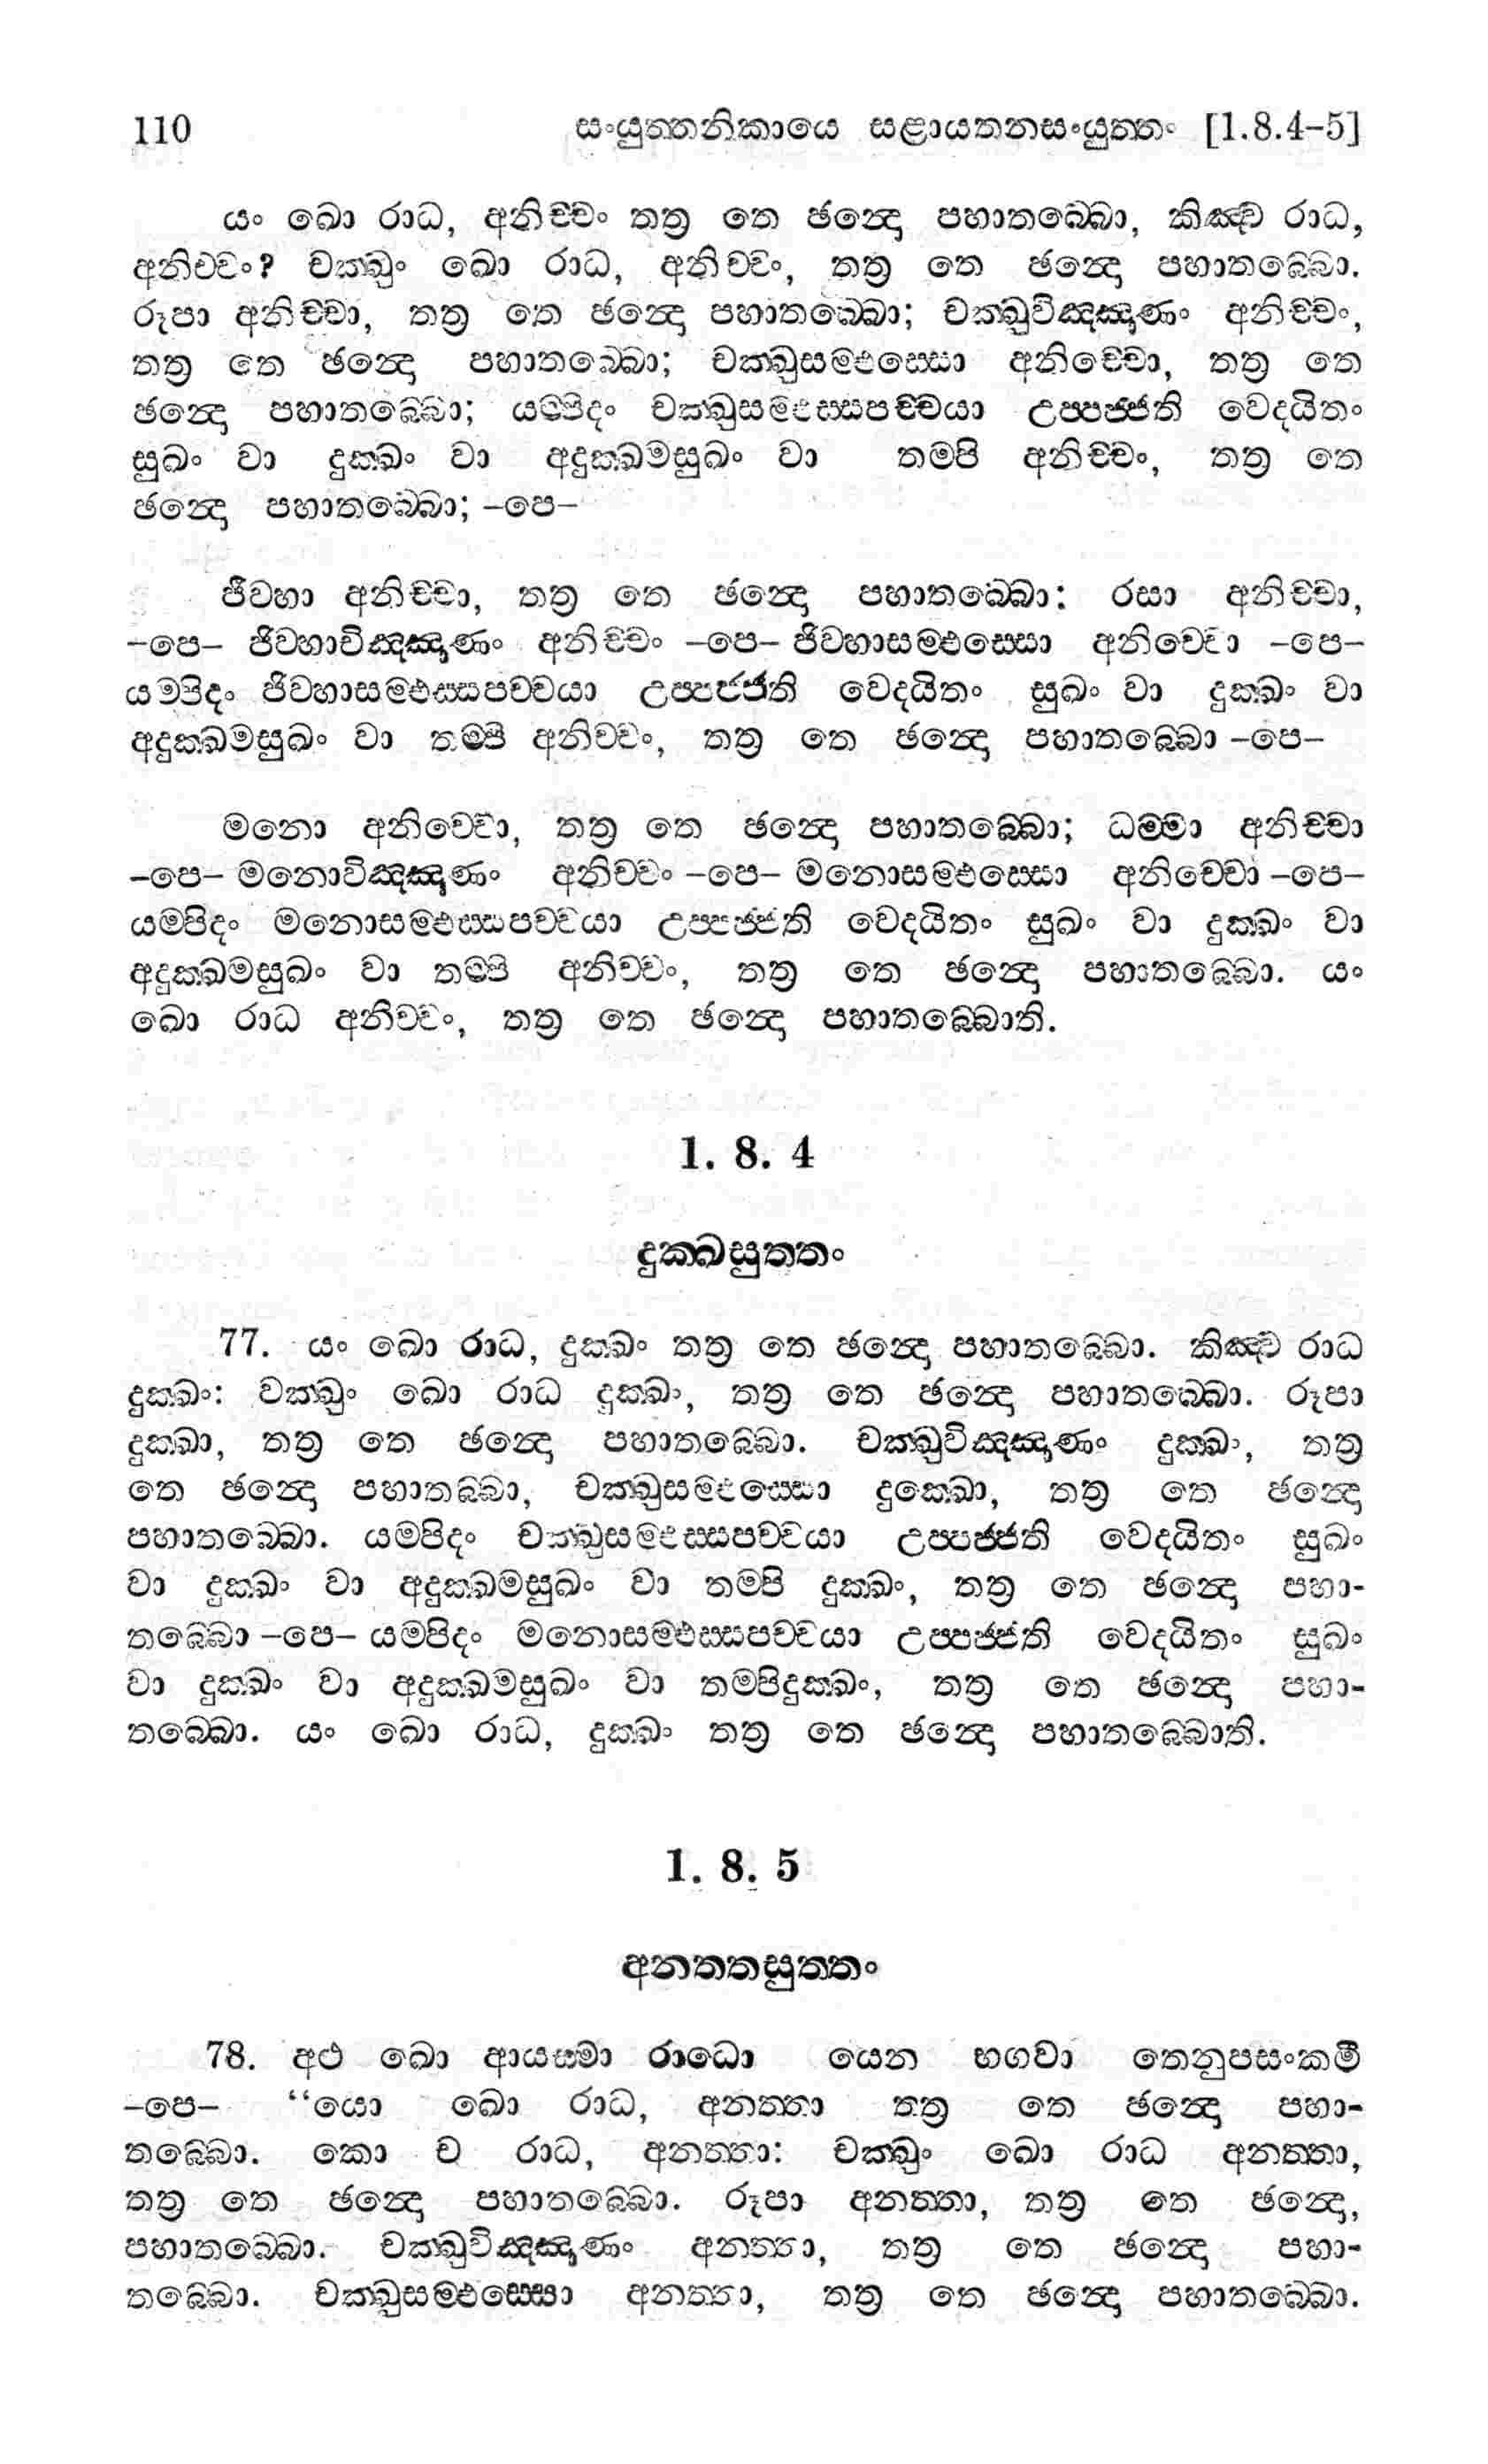 110 සංයුත්තනිකායෙ සළායතනසංයුත්තං [1.8.4–5]
යං ඛො රාධ, අනිච්චං තත්‍ර තෙ ඡන්දො පහාතබ්බො, කිඤ්ච රාධ,
අනිච්චං? චක්ඛුං ඛො රාධ, අනිච්චං, තත්‍ර තෙ ඡන්දො පහාතබ්බො.
රූපා අනිච්චා, තත්‍ර තෙ ඡන්දො පහාතබ්බො; චක්ඛුවිඤ්ඤාණං අනිච්චං,
තත්‍ර තෙ ඡන්දො පහාතබ්බො; චක්ඛුසම්ඵස්සො අනිච්චො, තත්‍ර තෙ
ඡන්දො පහාතබ්බො; යම්පිදං චක්ඛුසම්ඵස්සපච්චයා උප්පජ්ජති වෙදයිතං
සුඛං වා දුක්ඛං වා අදුක්ඛමසුඛං වා තමපි අනිච්චං, තත්‍ර තෙ
ඡන්දො පහාතබ්බො; –පෙ–
ජිව්හා අනිච්චා, තත්‍ර තෙ ඡන්දො පහාතබ්බො: රසා අනිච්චා,
–පෙ– ජිව්හාවිඤ්ඤාණං අනිච්චං –පෙ– ජිව්හාසම්ඵස්සො අනිච්චො –පෙ–
යම්පිදං ජිව්හාසම්ඵස්සපච්චයා උප්පජ්ජති වෙදයිතං සුඛං වා දුක්ඛං වා
අදුක්ඛමසුඛං වා තම්පි අනිච්චං, තත්‍ර තෙ ඡන්දො පහාතබ්බො –පෙ–
මනො අනිච්චො, තත්‍ර තෙ ඡන්දො පහාතබ්බො; ධම්මා අනිච්චා
–පෙ– මනොවිඤ්ඤාණං අනිච්චං –පෙ– මනොසම්ඵස්සො අනිච්චො –පෙ–
යම්පිදං මනොසම්ඵස්සපච්චයා උප්පජ්ජති වෙදයිතං සුඛං වා දුක්ඛං වා
අදුක්ඛමසුඛං වා තම්පි අනිච්චං, තත්‍ර තෙ ඡන්දො පහාතබ්බො. යං
ඛො රාධ අනිච්චං, තත්‍ර තෙ ඡන්දො පහාතබ්බොති.
1. 8. 4
දුක්ඛසුත්තං
77. යං ඛො රාධ, දුක්ඛං තත්‍ර තෙ ඡන්දො පහාතබ්බො. කිඤ්ච රාධ
දුක්ඛං: චක්ඛුං ඛො රාධ දුක්ඛං, තත්‍ර තෙ ඡන්දො පහාතබ්බො. රූපා
දුක්ඛා, තත්‍ර තෙ ඡන්දො පහාතබ්බො. චක්ඛුවිඤ්ඤාණං දුක්ඛං, තත්‍ර
තෙ ඡන්දො පහාතබ්බා, චක්ඛුසම්ඵස්සො දුක්ඛො, තත්‍ර තෙ ඡන්දො
පහාතබ්බො. යමපිදං චක්ඛුසම්ඵස්සපච්චයා උප්පජ්ජති වෙදයිතං සුඛං
වා දුක්ඛං වා අදුක්ඛමසුඛං වා තමපි දුක්ඛං, තත්‍ර තෙ ඡන්දො පහා-
තබ්බො –පෙ– යමපිදං මනොසම්ඵස්සපච්චයා උප්පජ්ජති වෙදයිතං සුඛං
වා දුක්ඛං වා අදුක්ඛමසුඛං වා තමපිදුක්ඛං, තත්‍ර තෙ ඡන්දො පහා-
තබ්බො. යං ඛො රාධ, දුක්ඛං තත්‍ර තෙ ඡන්දො පහාතබ්බොති.
1. 8. 5
අනත්තසුත්තං
78. අථ ඛො ආයස්මා රාධො යෙන භගවා තෙනුපසංකමි
–පෙ– “යො ඛො රාධ, අනත්තා තත්‍ර තෙ ඡන්දො පහා-
තබ්බො. කො ච රාධ, අනත්තා: චක්ඛුං ඛො රාධ අනත්තා,
තත්‍ර තෙ ඡන්දො පහාතබ්බො. රූපා අනත්තා, තත්‍ර තෙ ඡන්දො,
පහාතබ්බො. චක්ඛුවිඤ්ඤාණං අනත්තා, තත්‍ර තෙ ඡන්දො පහා-
තබ්බො. චක්ඛුසම්ඵස්සො අනත්තා, තත්‍ර තෙ ඡන්දො පහාතබ්බො.